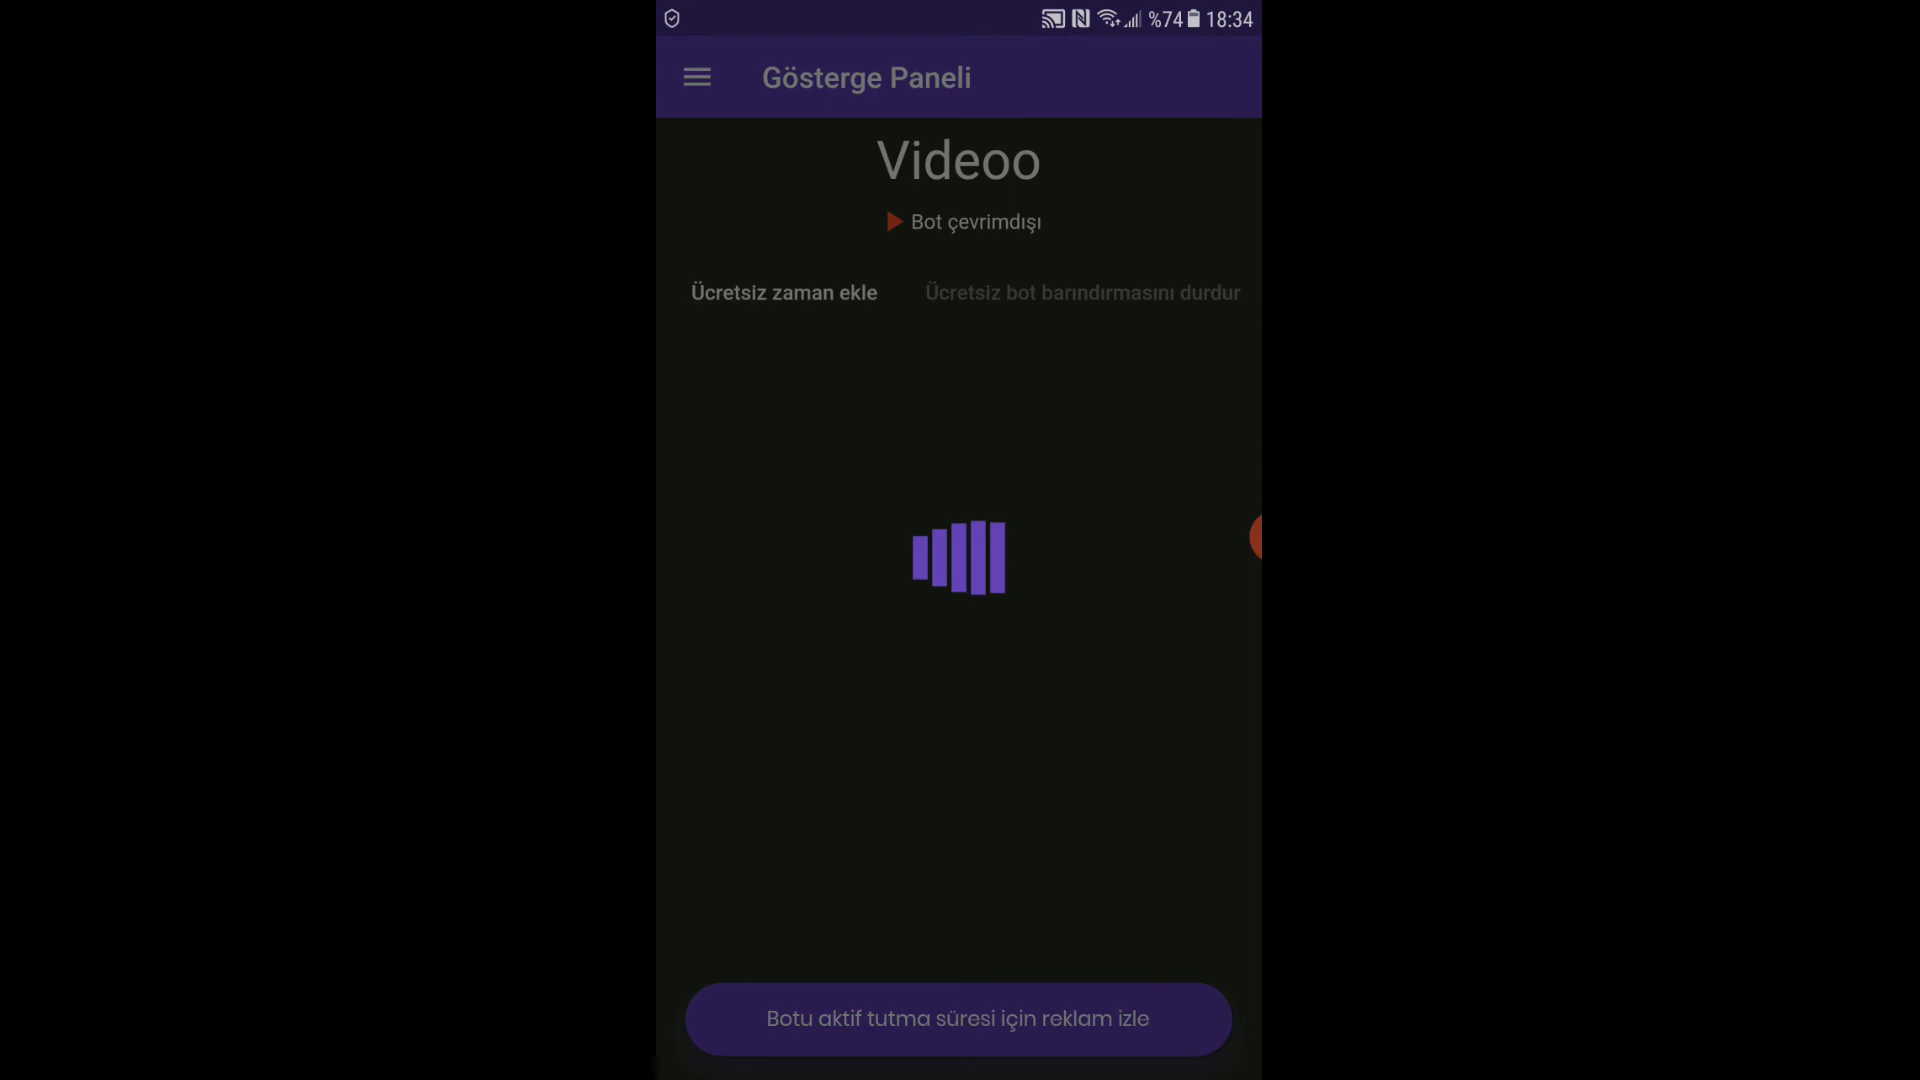 %74 18:34
Gösterge Paneli
Videoo
Bot çevrimdışı
Ücretsiz zaman ekle
Ücretsiz bot barındırmasını durdur
Botu aktif tutma süresi için reklam izle